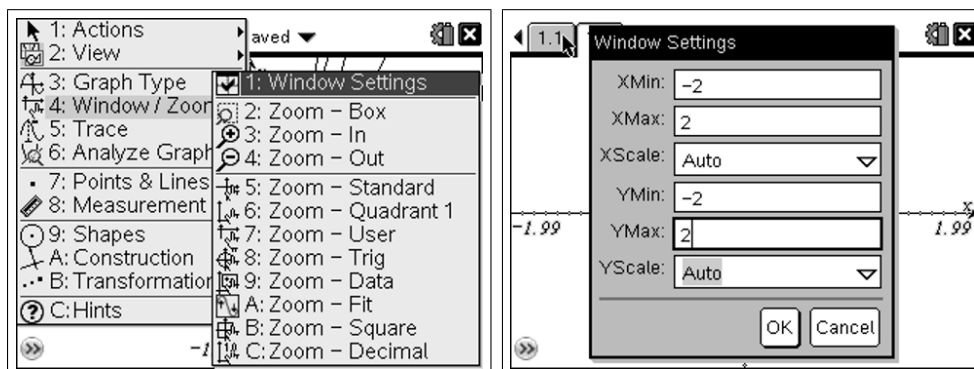 1: Actions
2: View
3: Graph Type
4: Window / Zoom
5: Trace
6: Analyze Graph
7: Points & Lines
8: Measurement
9: Shapes
A: Construction
B: Transformation
C: Hints
aved
1: Window Settings
2: Zoom – Box
3: Zoom – In
4: Zoom – Out
5: Zoom – Standard
6: Zoom – Quadrant 1
7: Zoom – User
8: Zoom – Trig
9: Zoom – Data
A: Zoom – Fit
B: Zoom – Square
C: Zoom – Decimal
-1
1.1
Window Settings
XMin: -2
XMax: 2
XScale: Auto
YMin: -2
YMax: 2
YScale: Auto
OK Cancel
-1.99
x
1.99